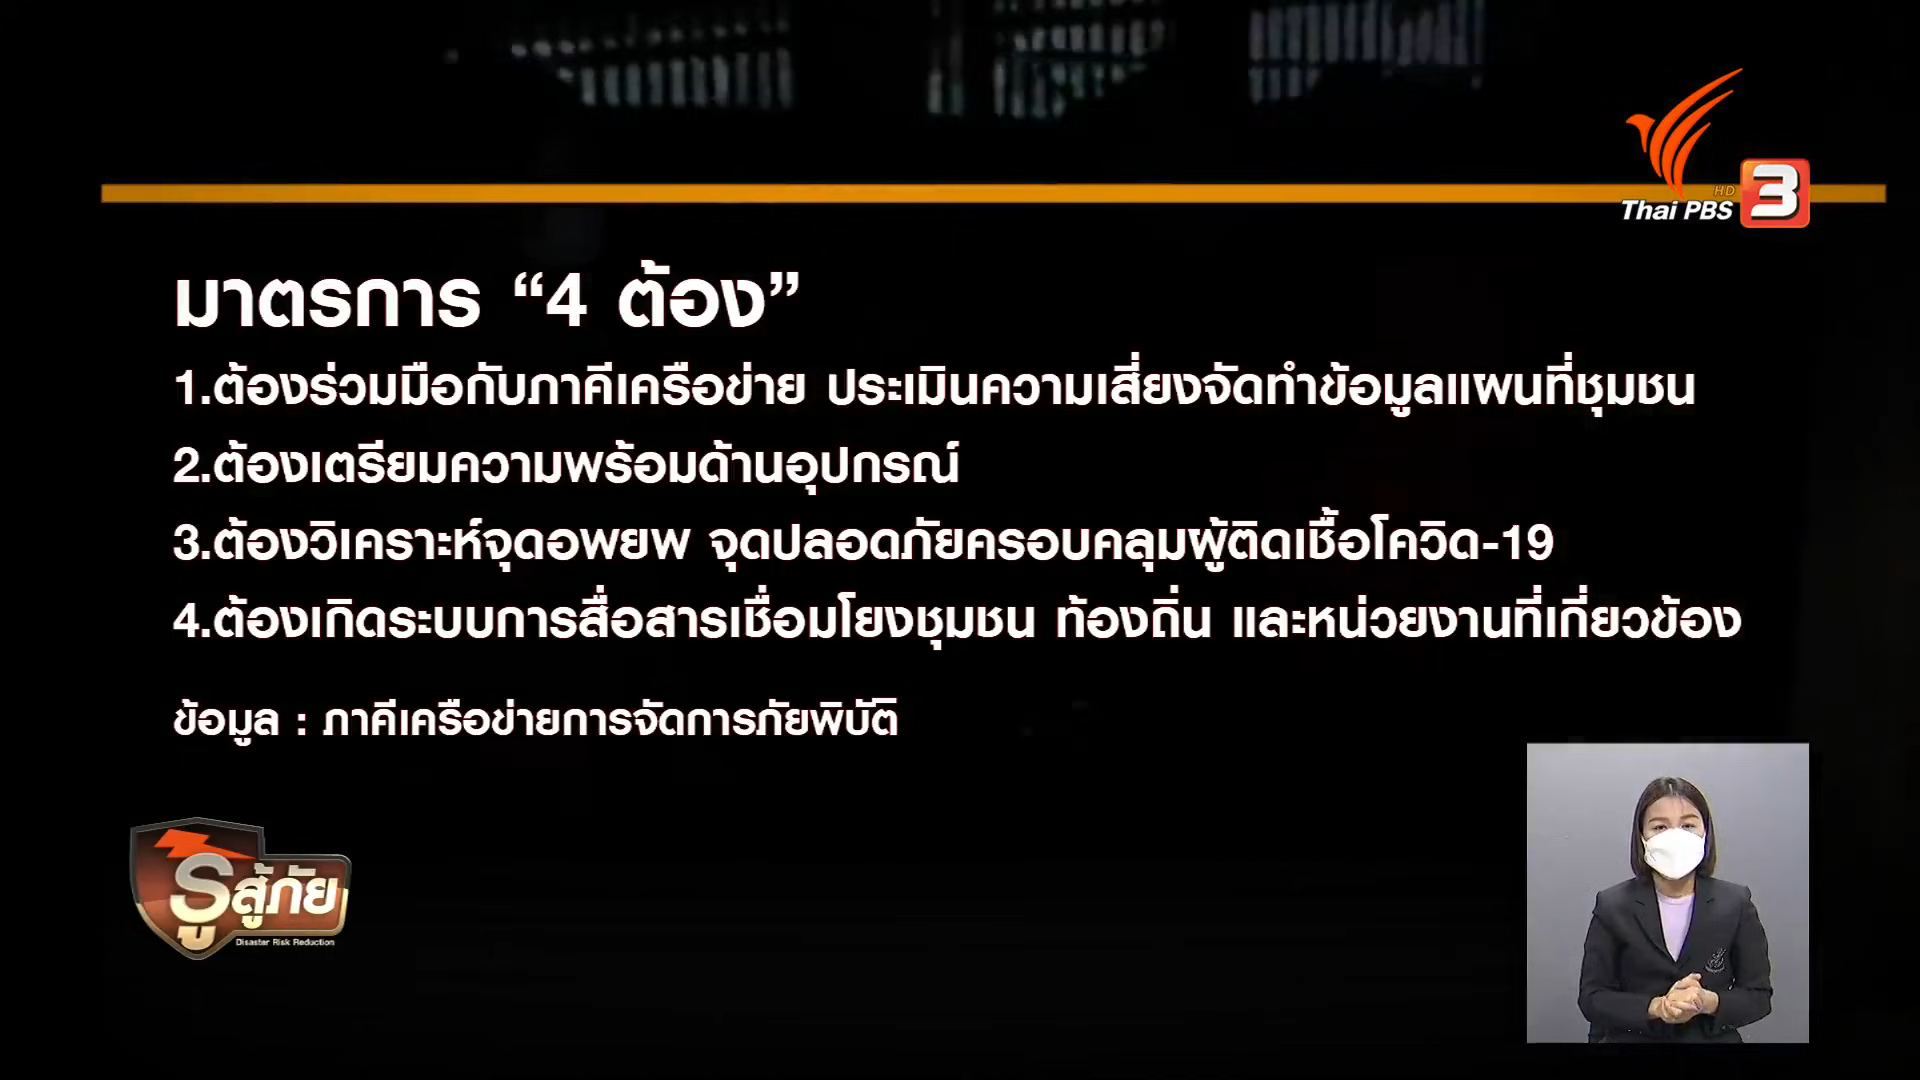 HD
Thai PBS 3
มาตรการ “4 ต้อง”
1.ต้องร่วมมือกับภาคีเครือข่าย ประเมินความเสี่ยงจัดทำข้อมูลแผนที่ชุมชน
2.ต้องเตรียมความพร้อมด้านอุปกรณ์
3.ต้องวิเคราะห์จุดอพยพ จุดปลอดภัยครอบคลุมผู้ติดเชื้อโควิด-19
4.ต้องเกิดระบบการสื่อสารเชื่อมโยงชุมชน ท้องถิ่น และหน่วยงานที่เกี่ยวข้อง
ข้อมูล : ภาคีเครือข่ายการจัดการภัยพิบัติ
รู้สู้ภัย
Disaster Risk Reduction